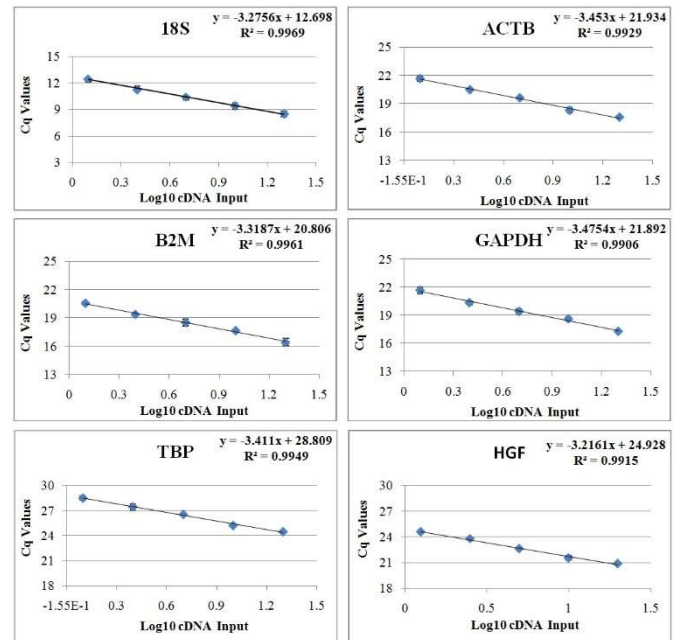 18S
y = -3.2756x + 12.698
R² = 0.9969
15
12
9
6
3
Cq Values
0 0.3 0.6 0.9 1.2 1.5
Log10 cDNA Input
ACTB
y = -3.453x + 21.934
R² = 0.9929
25
22
19
16
13
Cq Values
-1.55E-1 0.3 0.6 0.9 1.2 1.5
Log10 cDNA Input
B2M
y = -3.3187x + 20.806
R² = 0.9961
25
22
19
16
13
Cq Values
0 0.3 0.6 0.9 1.2 1.5
Log10 cDNA Input
GAPDH
y = -3.4754x + 21.892
R² = 0.9906
25
22
19
16
13
Cq Values
0 0.3 0.6 0.9 1.2 1.5
Log10 cDNA Input
TBP
y = -3.411x + 28.809
R² = 0.9949
30
27
24
21
18
Cq Values
-1.55E-1 0.3 0.6 0.9 1.2 1.5
Log10 cDNA Input
HGF
y = -3.2161x + 24.928
R² = 0.9915
30
27
24
21
18
Cq Values
0 0.5 1 1.5
Log10 cDNA Input